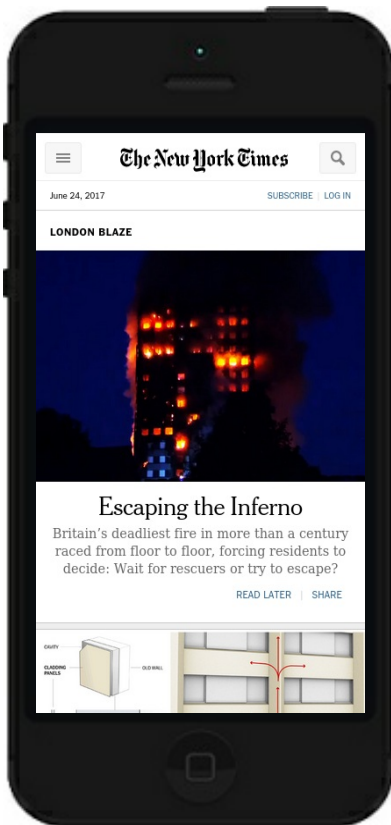 The New York Times
June 24, 2017
SUBSCRIBE | LOG IN
LONDON BLAZE
Escaping the Inferno
Britain's deadliest fire in more than a century
raced from floor to floor, forcing residents to
decide: Wait for rescuers or try to escape?
READ LATER | SHARE
CAVITY
CLADDING
PANELS
OLD WALL